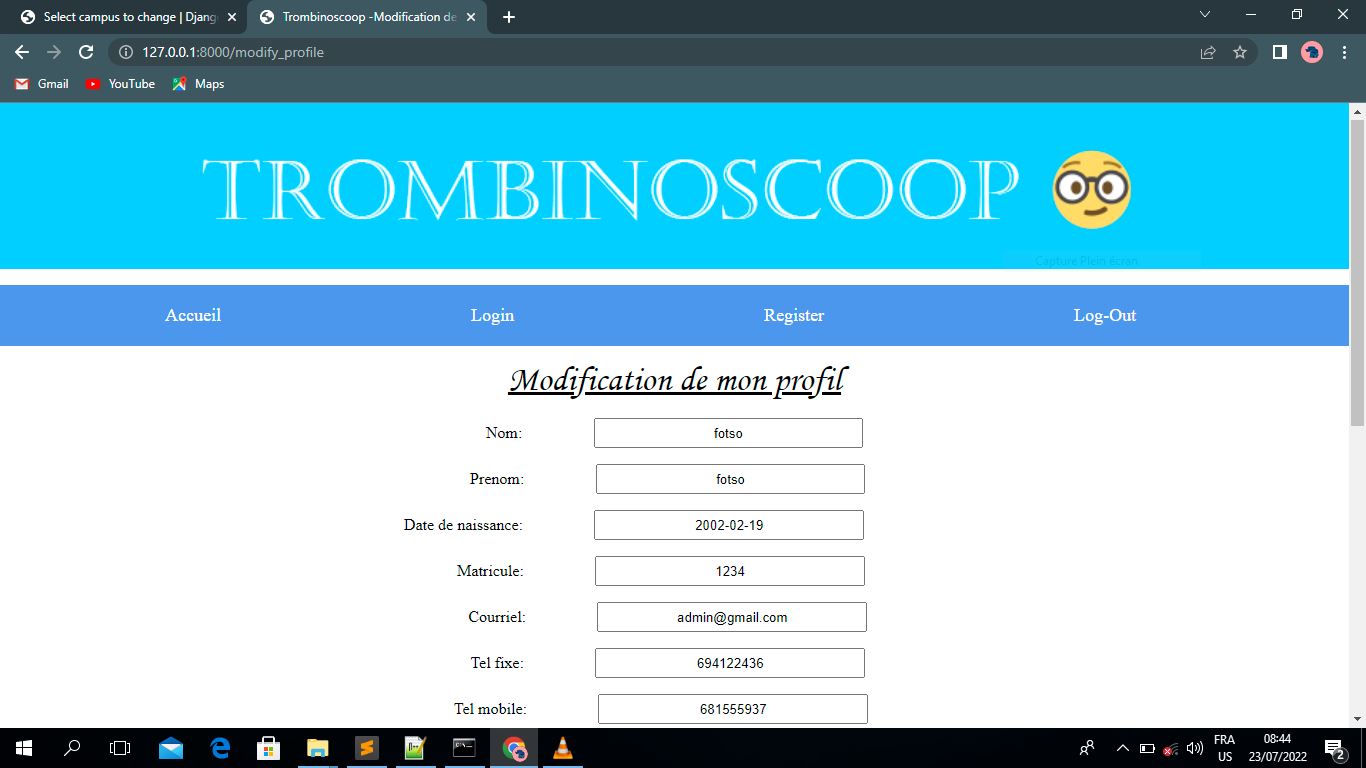 Select campus to change | Djang
Trombinoscoop -Modification de
127.0.0.1:8000/modify_profile
Gmail YouTube Maps
TROMBINOSCOOP
Capture Plein écran
Accueil Login Register Log-Out
Modification de mon profil
Nom: fotso
Prenom: fotso
Date de naissance: 2002-02-19
Matricule: 1234
Courriel: admin@gmail.com
Tel fixe: 694122436
Tel mobile: 681555937
FRA 08:44
US 23/07/2022
2